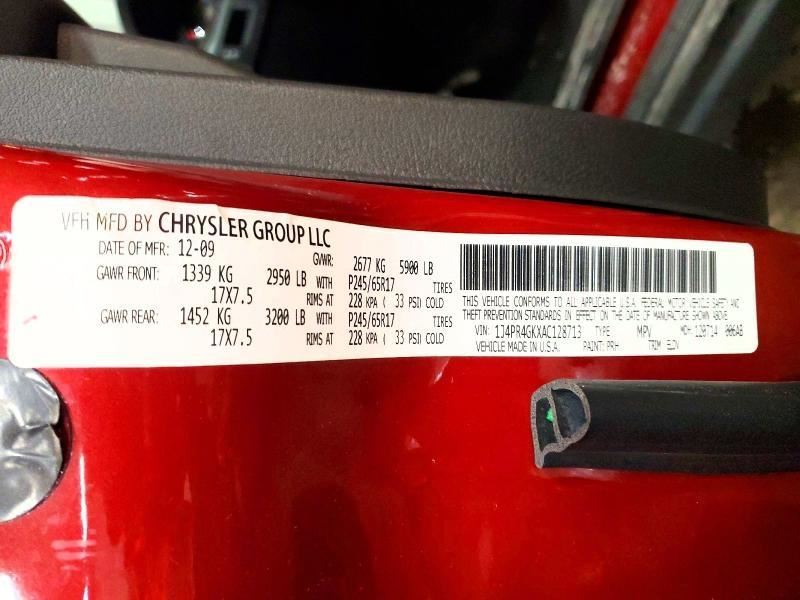 VEH MFD BY CHRYSLER GROUP LLC
DATE OF MFR: 12-09 GVWR: 2677 KG 5900 LB
GAWR FRONT: 1339 KG 2950 LB WITH P245/65R17 TIRES
17X7.5 RIMS AT 228 KPA ( 33 PSI) COLD
GAWR REAR: 1452 KG 3200 LB WITH P245/65R17 TIRES
17X7.5 RIMS AT 228 KPA ( 33 PSI) COLD
THIS VEHICLE CONFORMS TO ALL APPLICABLE U.S.A. FEDERAL MOTOR VEHICLE SAFETY AND
THEFT PREVENTION STANDARDS IN EFFECT ON THE DATE OF MANUFACTURE SHOWN ABOVE
VIN: 1J4PR4GKXAC128713 TYPE MPV MDH: 120714 006AB
VEHICLE MADE IN U.S.A. PAINT: PRH TRIM ELDV